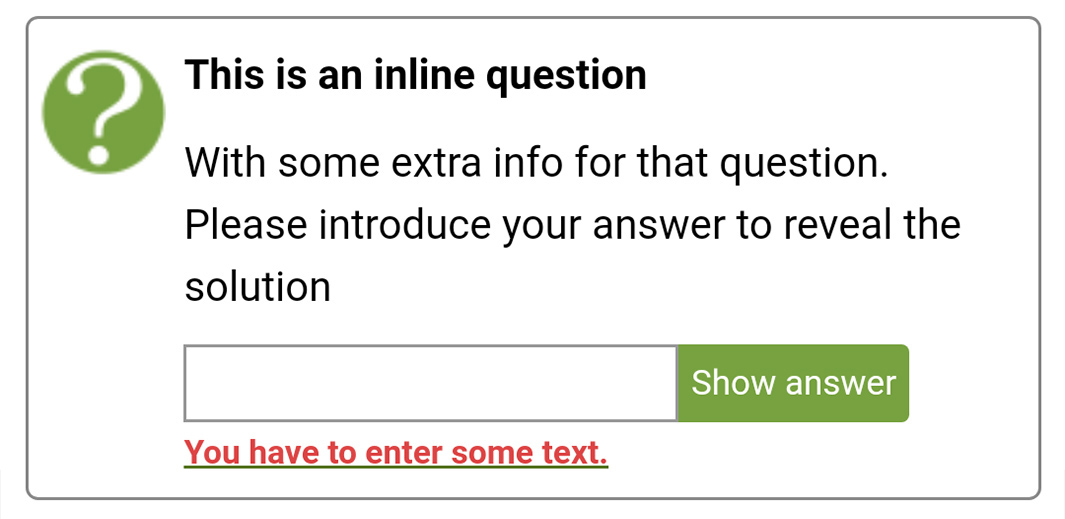 This is an inline question
With some extra info for that question.
Please introduce your answer to reveal the
solution
Show answer
You have to enter some text.